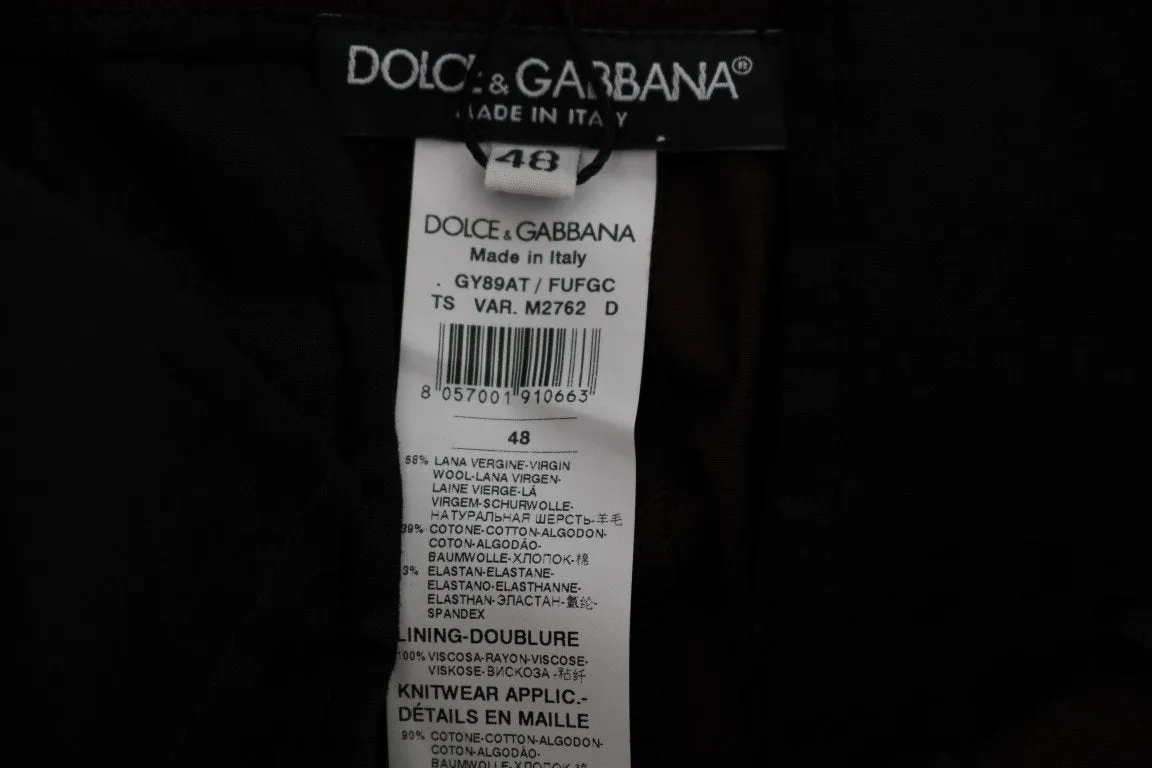 DOLCE & GABBANA®
MADE IN ITALY
48
DOLCE & GABBANA
Made in Italy
. GY89AT / FUFGC
TS VAR. M2762 D
8 057001 910663
48
58% LANA VERGINE-VIRGIN
WOOL-LANA VIRGEN-
LAINE VIERGE-LÃ
VIRGEM-SCHURWOLLE-
НАТУРАЛЬНАЯ ШЕРСТЬ-羊毛
39% COTONE-COTTON-ALGODON-
COTON-ALGODÃO-
BAUMWOLLE-ХЛОПОК-棉
3% ELASTAN-ELASTANE-
ELASTANO-ELASTHANNE-
ELASTHAN-ЭЛАСТАН-氨纶-
SPANDEX
LINING-DOUBLURE
100% VISCOSA-RAYON-VISCOSE-
VISKOSE-ВИСКОЗА-粘纤
KNITWEAR APPLIC.-
DÉTAILS EN MAILLE
90% COTONE-COTTON-ALGODON-
COTON-ALGODÃO-
BAUMWOLLE-ХЛОПОК-棉